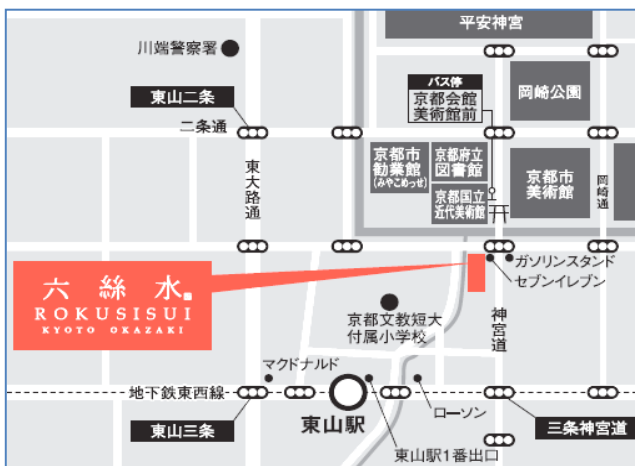 平安神宮
川端警察署
バス停
京都会館
美術館前
岡崎公園
東山二条
二条通
東大路通
京都市
勧業館
(みやこめっせ)
京都府立
図書館
京都国立
近代美術館
京都市
美術館
岡崎通
ガソリンスタンド
セブンイレブン
六絲水
ROKUSISUI
KYOTO OKAZAKI
京都文教短大
付属小学校
神宮道
マクドナルド
地下鉄東西線
ローソン
東山三条
東山駅
三条神宮道
東山駅1番出口